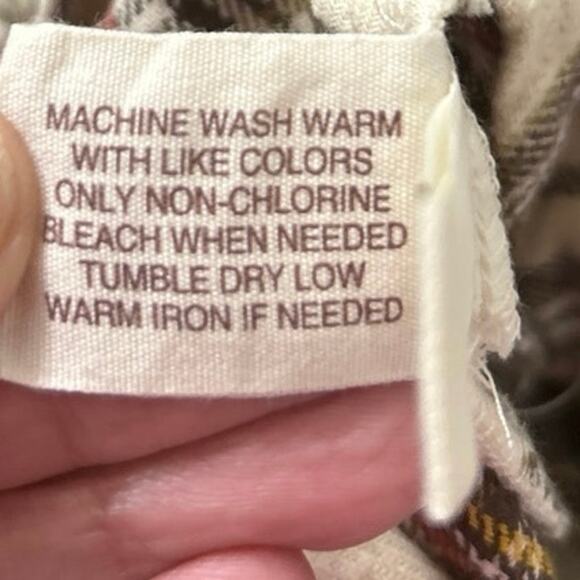 MACHINE WASH WARM
WITH LIKE COLORS
ONLY NON-CHLORINE
BLEACH WHEN NEEDED
TUMBLE DRY LOW
WARM IRON IF NEEDED